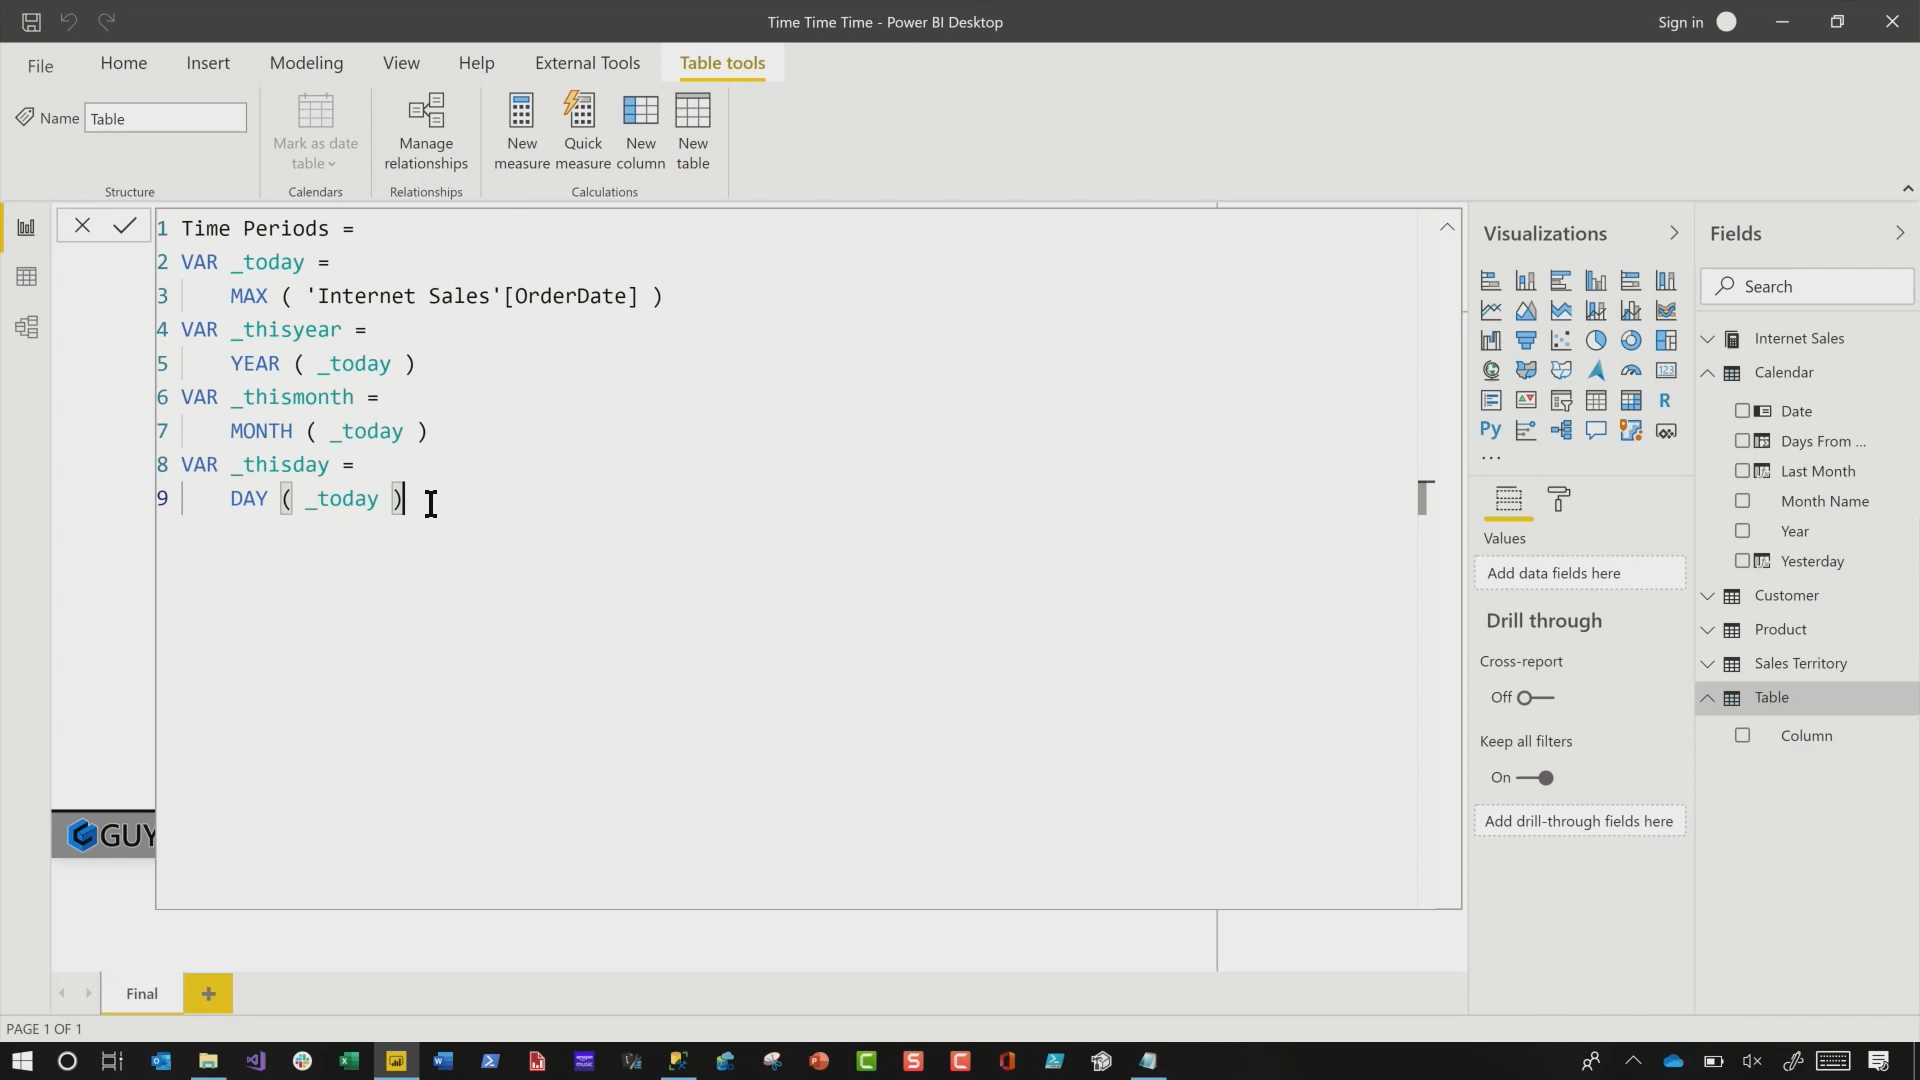 Time Time Time - Power BI Desktop
Sign in
File
Home
Insert
Modeling
View
Help
External Tools
Table tools
Name
Table
Mark as date
table
Manage
relationships
New
measure
Quick
measure
New
column
New
table
Structure
Calendars
Relationships
Calculations
1 Time Periods =
2 VAR _today =
3 MAX ( 'Internet Sales'[OrderDate] )
4 VAR _thisyear =
5 YEAR ( _today )
6 VAR _thismonth =
7 MONTH ( _today )
8 VAR _thisday =
9 DAY ( _today )
GUY
Visualizations
R
Py
123
...
Values
Add data fields here
Drill through
Cross-report
Off
Keep all filters
On
Add drill-through fields here
Fields
Search
Internet Sales
Calendar
Date
Days From ...
Last Month
Month Name
Year
Yesterday
Customer
Product
Sales Territory
Table
Column
Final
PAGE 1 OF 1